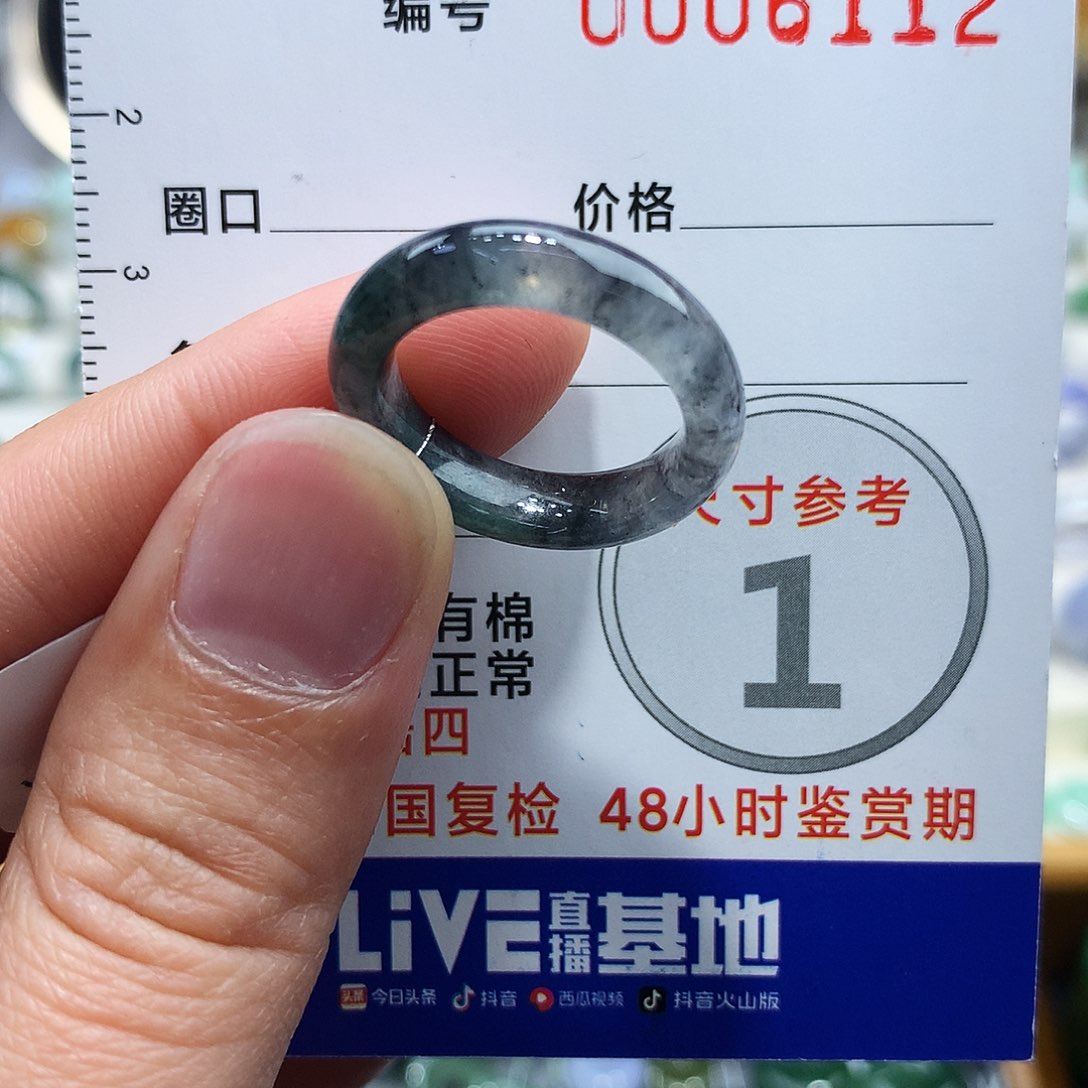 编号 0006112
2
圈口 价格
3
寸参考
1
有棉
正常
四
国复检 48小时鉴赏期
LiVE直播基地
头条 今日头条 抖音 西瓜视频 抖音火山版